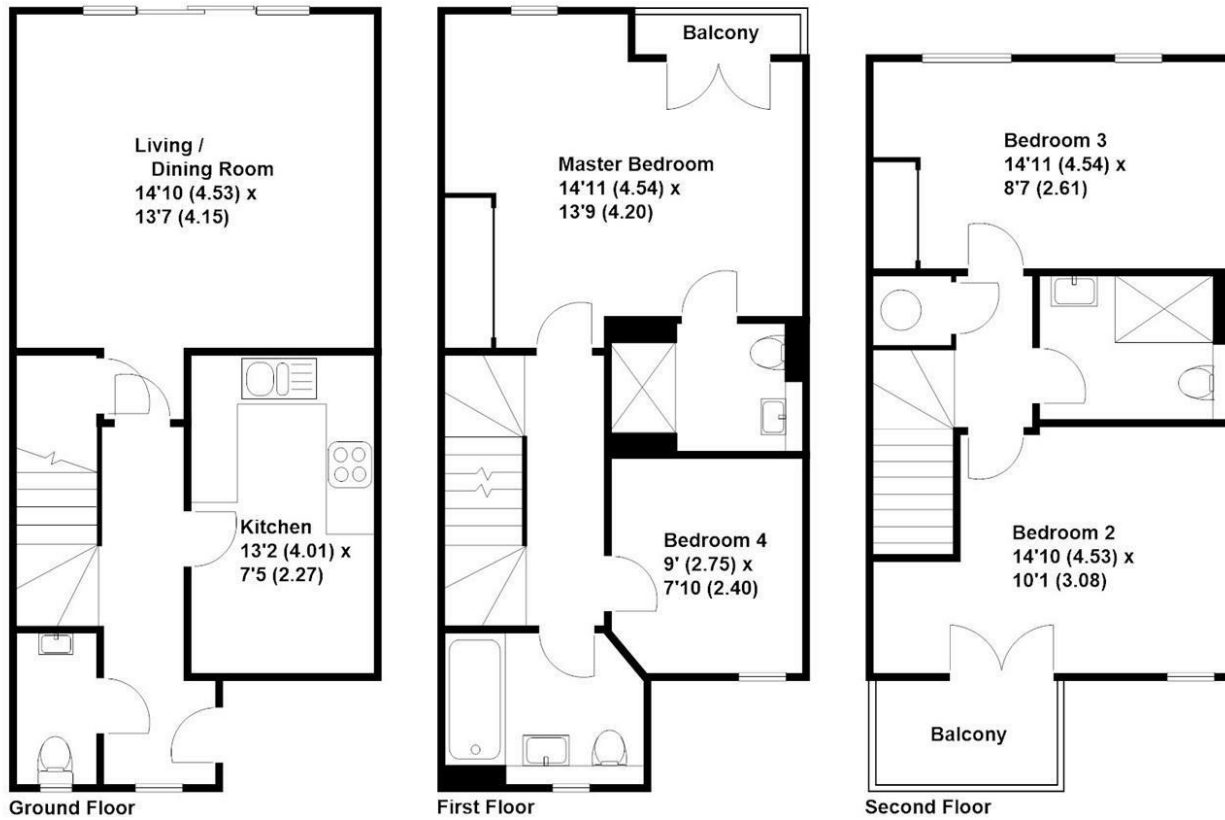 Living /
Dining Room
14'10 (4.53) x
13'7 (4.15)
Kitchen
13'2 (4.01) x
7'5 (2.27)
Ground Floor
Balcony
Master Bedroom
14'11 (4.54) x
13'9 (4.20)
Bedroom 4
9' (2.75) x
7'10 (2.40)
First Floor
Bedroom 3
14'11 (4.54) x
8'7 (2.61)
Bedroom 2
14'10 (4.53) x
10'1 (3.08)
Balcony
Second Floor